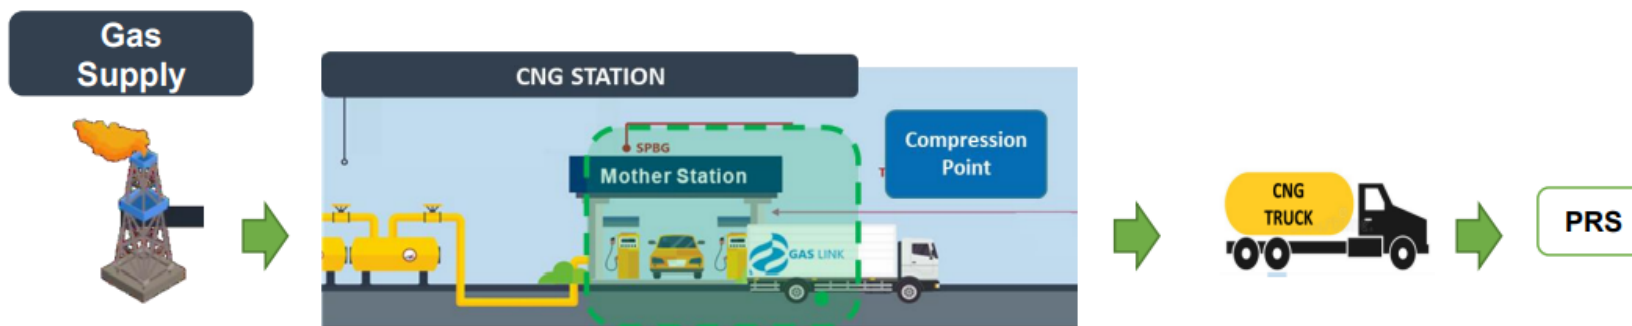 Gas
Supply
CNG STATION
SPBG
Mother Station
GAS LINK
Compression
Point
T
CNG
TRUCK
PRS